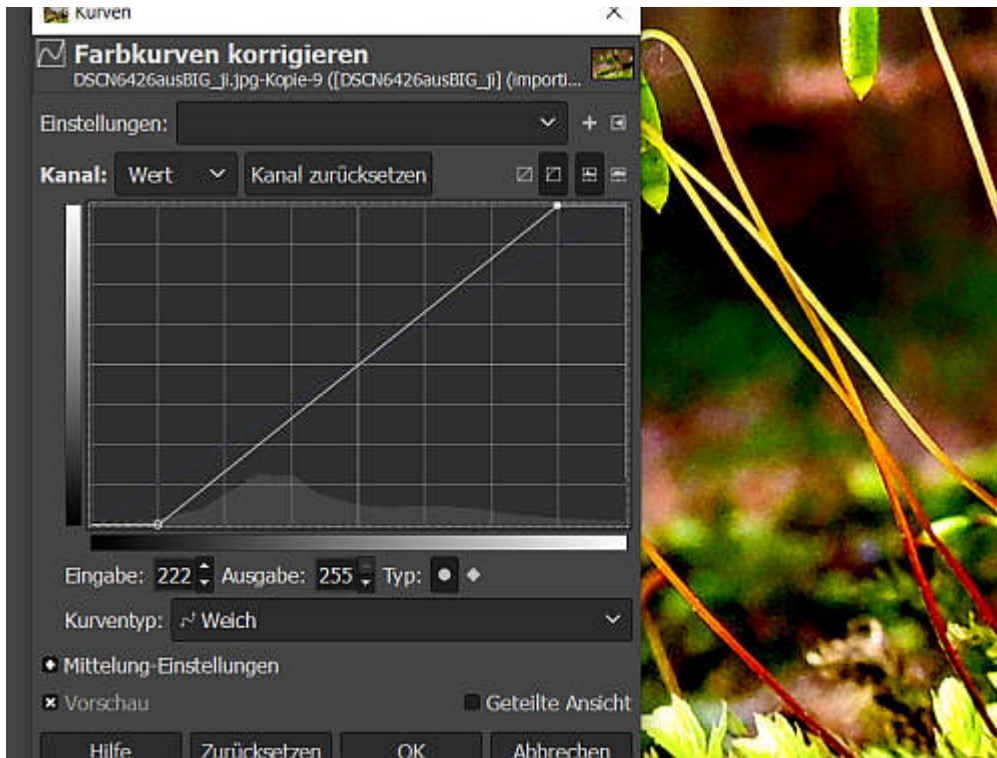 Kurven
Farbkurven korrigieren
DSCN6426ausBIG_ji.jpg-Kopie-9 ([DSCN6426ausBIG_ji] (importi...
Einstellungen:
Kanal: Wert Kanal zurücksetzen
Eingabe: 222 Ausgabe: 255 Typ:
Kurventyp: Weich
Mittelung-Einstellungen
Vorschau Geteilte Ansicht
Hilfe Zurücksetzen OK Abbrechen